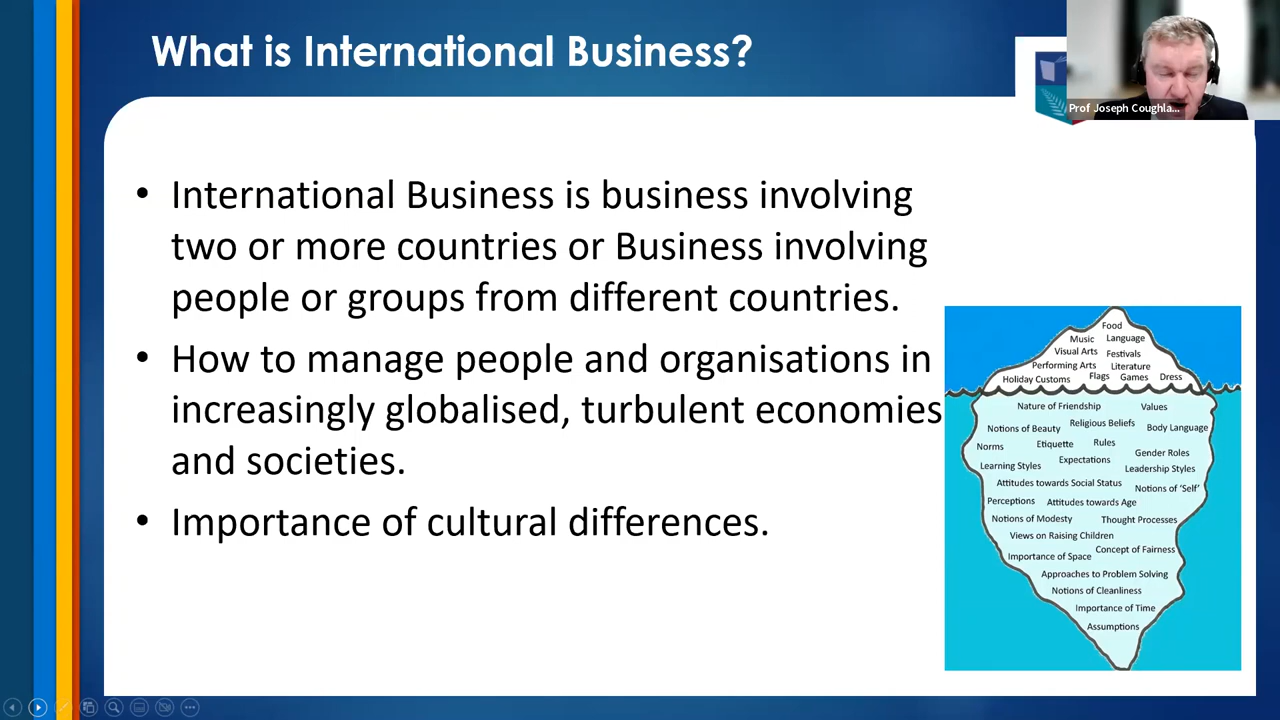 What is International Business?
Prof Joseph Coughla...
• International Business is business involving
two or more countries or Business involving
people or groups from different countries.
• How to manage people and organisations in
increasingly globalised, turbulent economies
and societies.
• Importance of cultural differences.
Food
Music Language
Visual Arts Festivals
Performing Arts Literature
Holiday Customs Flags Games Dress
Nature of Friendship Values
Notions of Beauty Religious Beliefs Body Language
Norms Etiquette Rules
Expectations Gender Roles
Learning Styles Leadership Styles
Attitudes towards Social Status Notions of ‘Self’
Perceptions Attitudes towards Age
Notions of Modesty Thought Processes
Views on Raising Children
Importance of Space Concept of Fairness
Approaches to Problem Solving
Notions of Cleanliness
Importance of Time
Assumptions